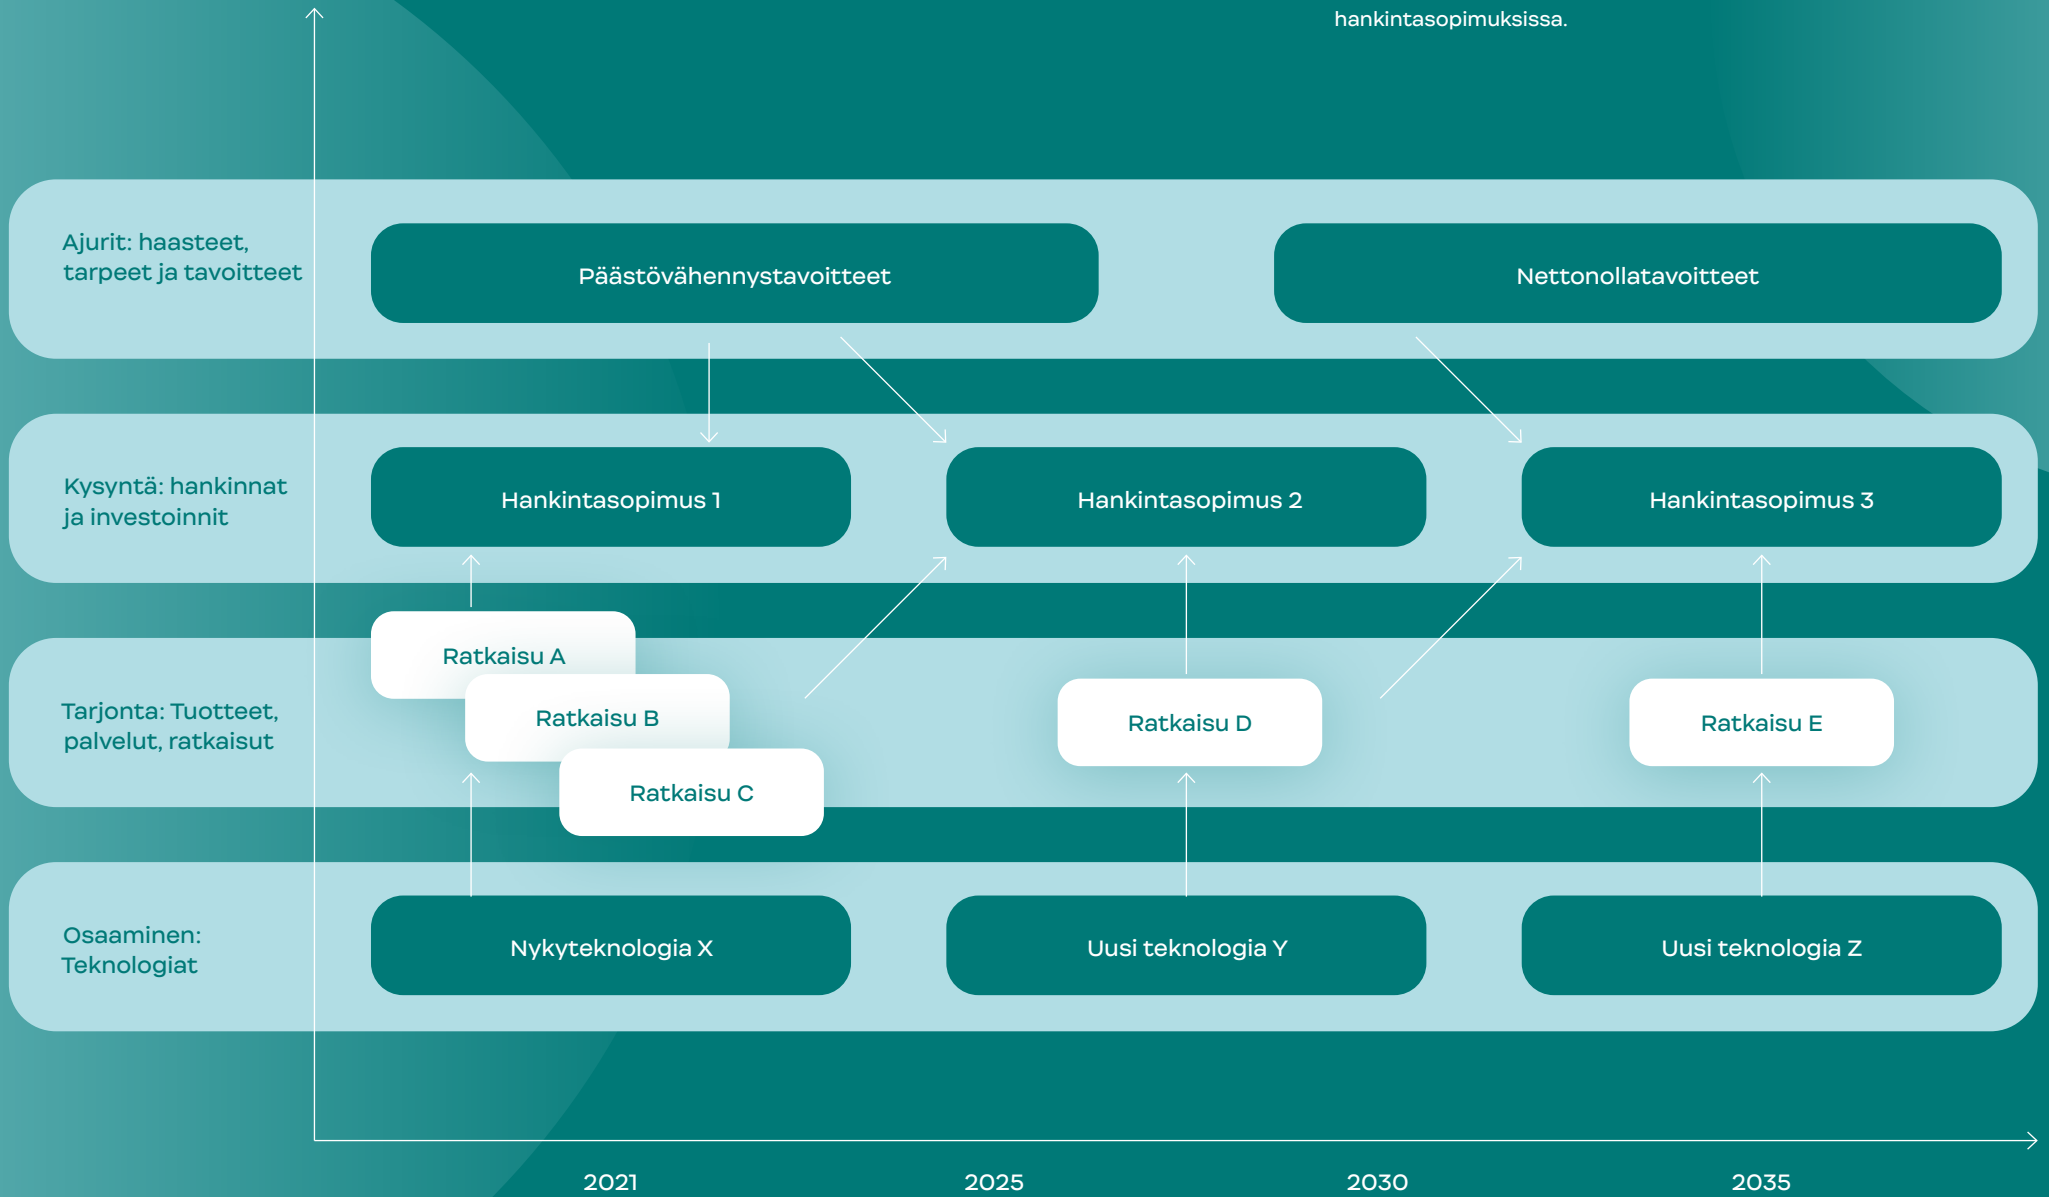 hankintasopimuksissa.
Ajurit: haasteet,
tarpeet ja tavoitteet
Päästövähennystavoitteet
Nettonollatavoitteet
Kysyntä: hankinnat
ja investoinnit
Hankintasopimus 1
Hankintasopimus 2
Hankintasopimus 3
Tarjonta: Tuotteet,
palvelut, ratkaisut
Ratkaisu A
Ratkaisu B
Ratkaisu C
Ratkaisu D
Ratkaisu E
Osaaminen:
Teknologiat
Nykyteknologia X
Uusi teknologia Y
Uusi teknologia Z
2021
2025
2030
2035